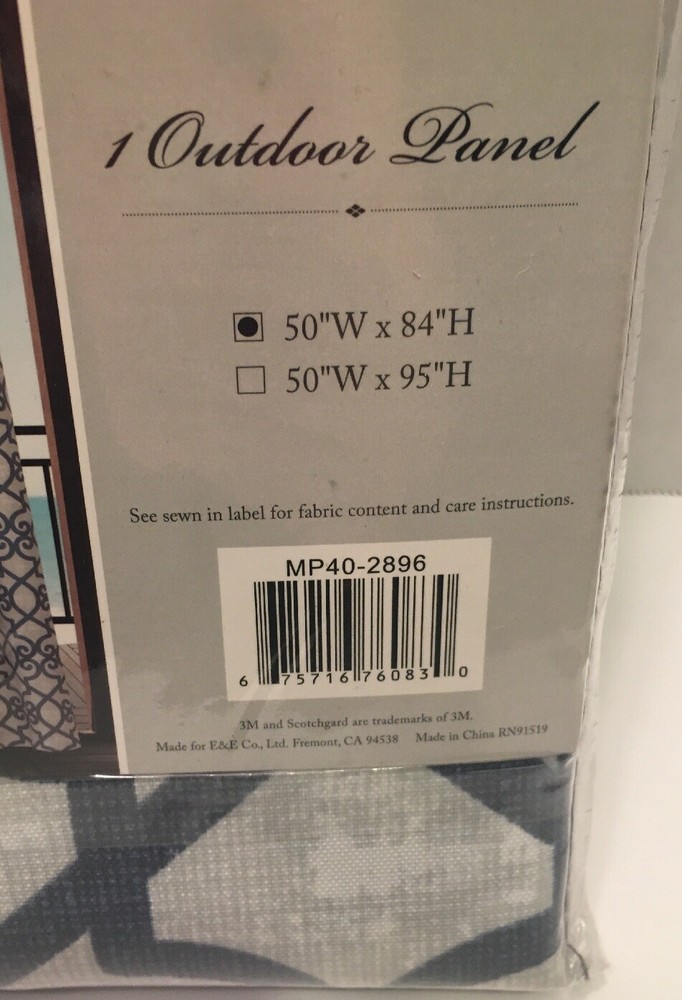 1 Outdoor Panel
50"W x 84"H
50"W x 95"H
See sewn in label for fabric content and care instructions.
MP40-2896
6 75716 76083 0
3M and Scotchgard are trademarks of 3M.
Made for E&E Co., Ltd. Fremont, CA 94538 Made in China RN91519